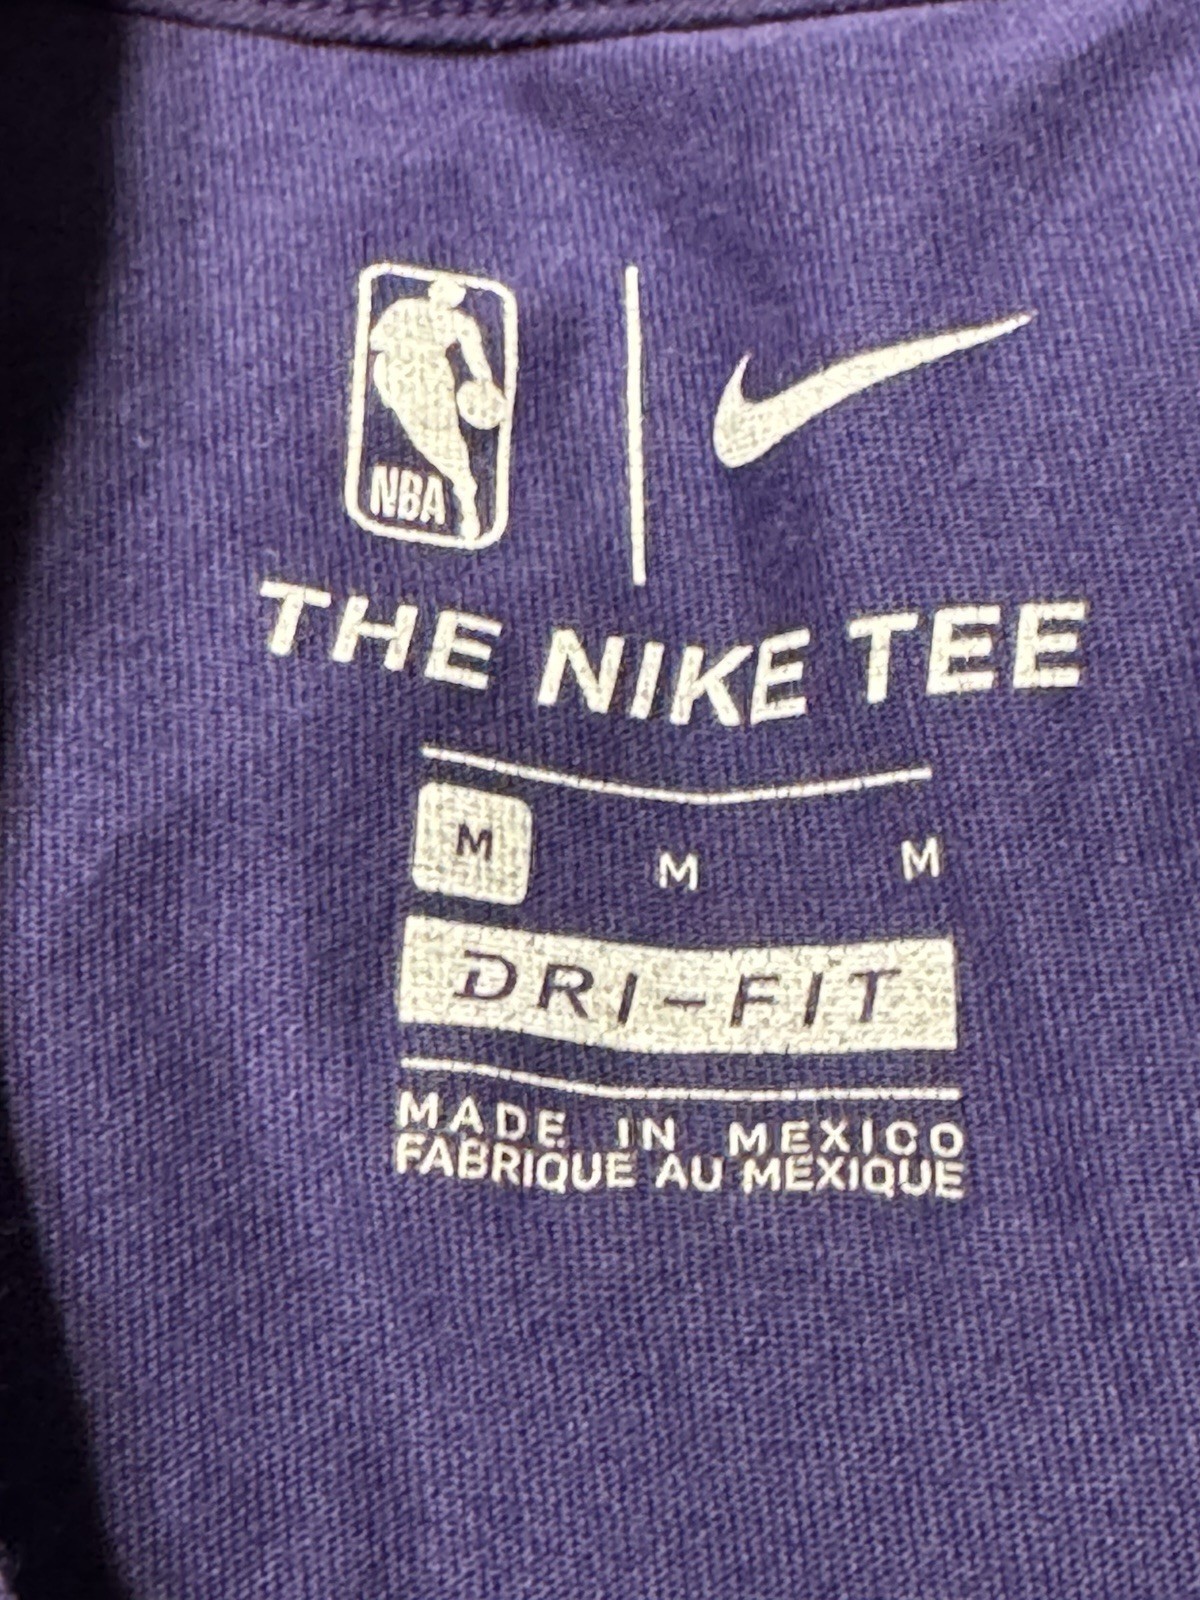 NBA
THE NIKE TEE
M M M
DRI-FIT
MADE IN MEXICO
FABRIQUE AU MEXIQUE